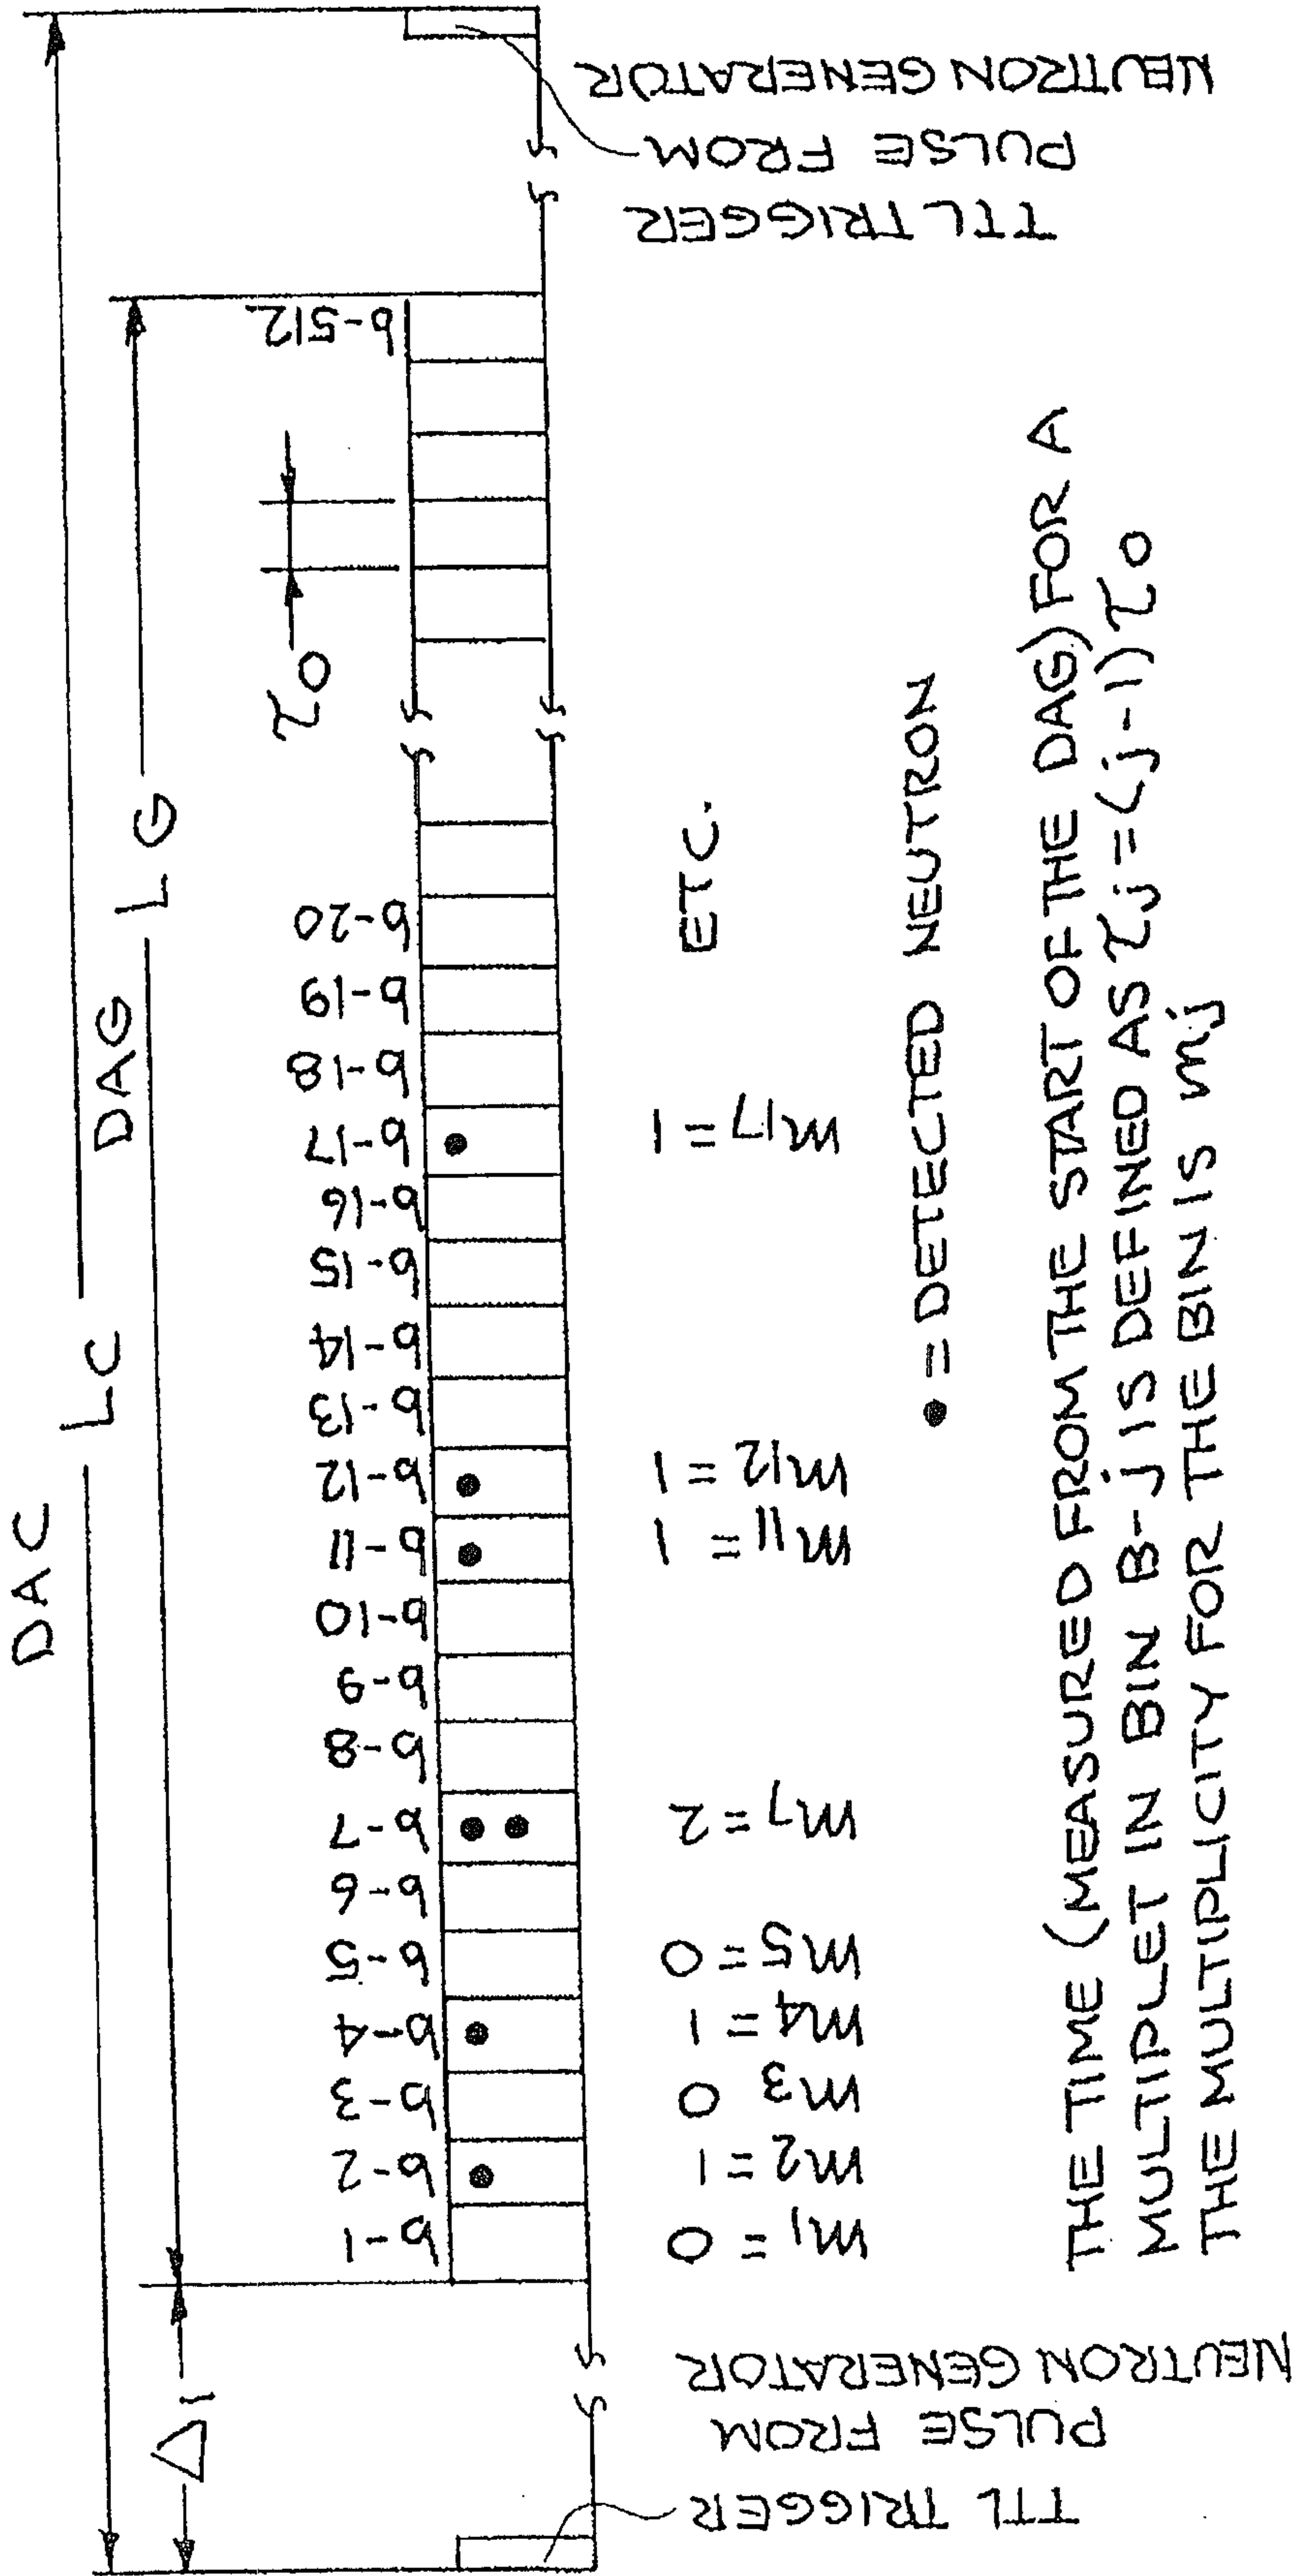 DAC
LC
DAG
LG
Δ1
τ0
b-1
b-2
b-3
b-4
b-5
b-6
b-7
b-8
b-9
b-10
b-11
b-12
b-13
b-14
b-15
b-16
b-17
b-18
b-19
b-20
b-512
m1 = 0
m2 = 1
m3 0
m4 = 1
m5 = 0
m7 = 2
m11 = 1
m12 = 1
m17 = 1
ETC.
TTL TRIGGER
PULSE FROM
NEUTRON GENERATOR
TTL TRIGGER
PULSE FROM
NEUTRON GENERATOR
● = DETECTED NEUTRON
THE TIME (MEASURED FROM THE START OF THE DAG) FOR A
MULTIPLET IN BIN B-j IS DEFINED AS τj = (j-1) τ0
THE MULTIPLICITY FOR THE BIN IS mj